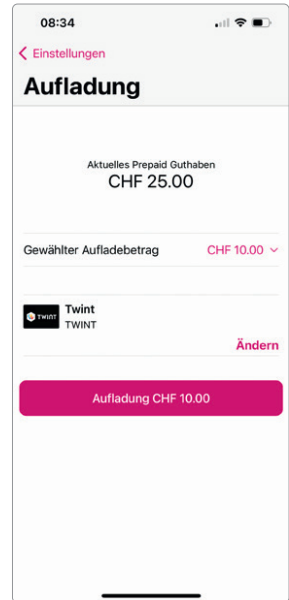 08:34
Einstellungen
Aufladung
Aktuelles Prepaid Guthaben
CHF 25.00
Gewählter Aufladebetrag CHF 10.00
TWINT
Twint
TWINT
Ändern
Aufladung CHF 10.00